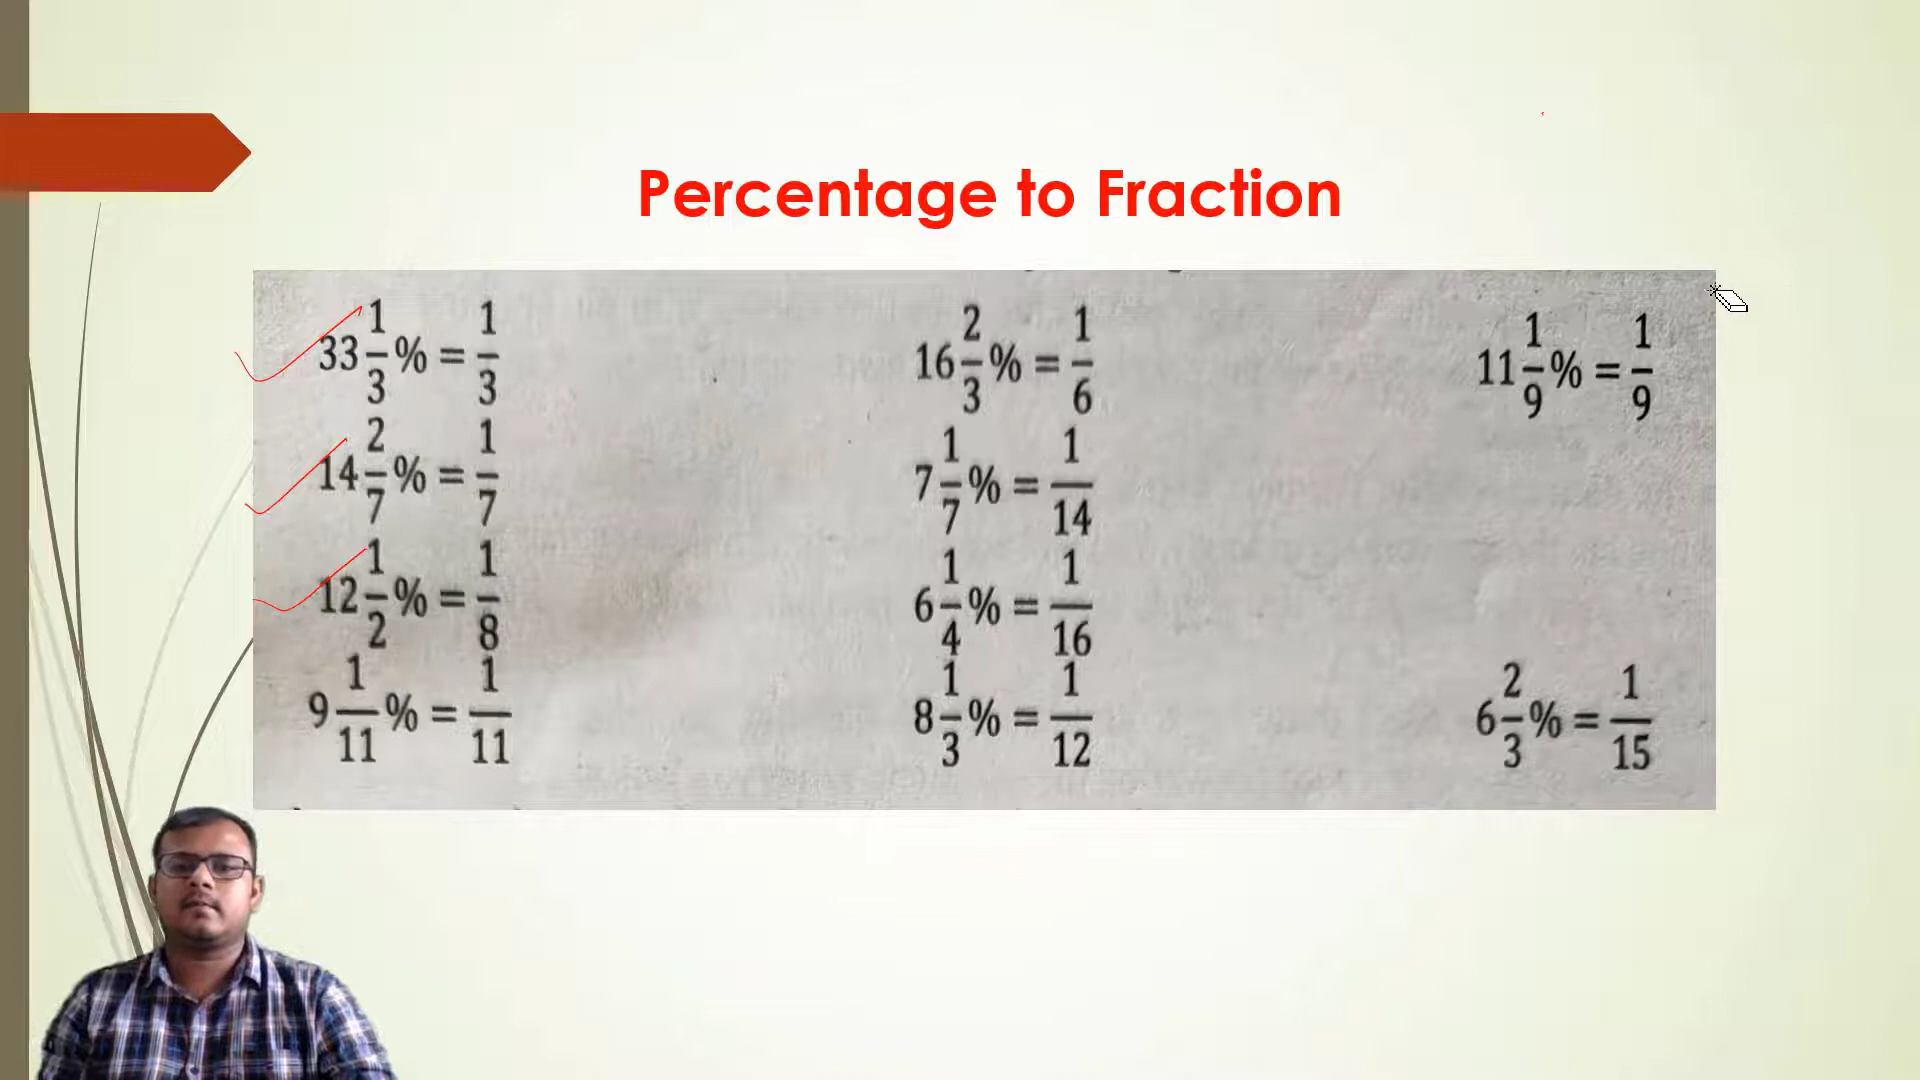 Percentage to Fraction
33 1/3 % = 1/3
16 2/3 % = 1/6
11 1/9 % = 1/9
14 2/7 % = 1/7
7 1/7 % = 1/14
12 1/2 % = 1/8
6 1/4 % = 1/16
9 1/11 % = 1/11
8 1/3 % = 1/12
6 2/3 % = 1/15